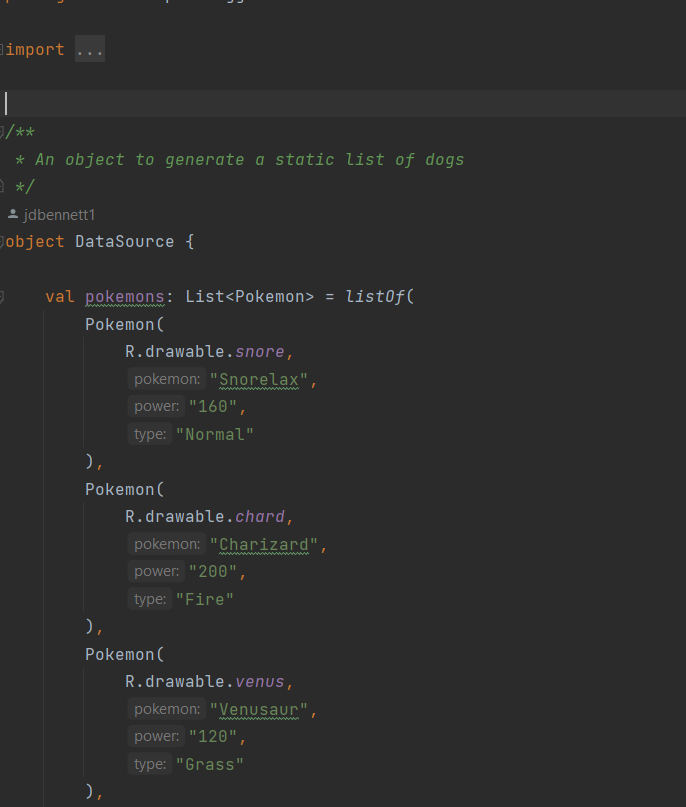 import ...
/**
* An object to generate a static list of dogs
*/
jdbennett1
object DataSource {
val pokemons: List<Pokemon> = listOf(
Pokemon(
R.drawable.snore,
pokemon: "Snorelax",
power: "160",
type: "Normal"
),
Pokemon(
R.drawable.chard,
pokemon: "Charizard",
power: "200",
type: "Fire"
),
Pokemon(
R.drawable.venus,
pokemon: "Venusaur",
power: "120",
type: "Grass"
),